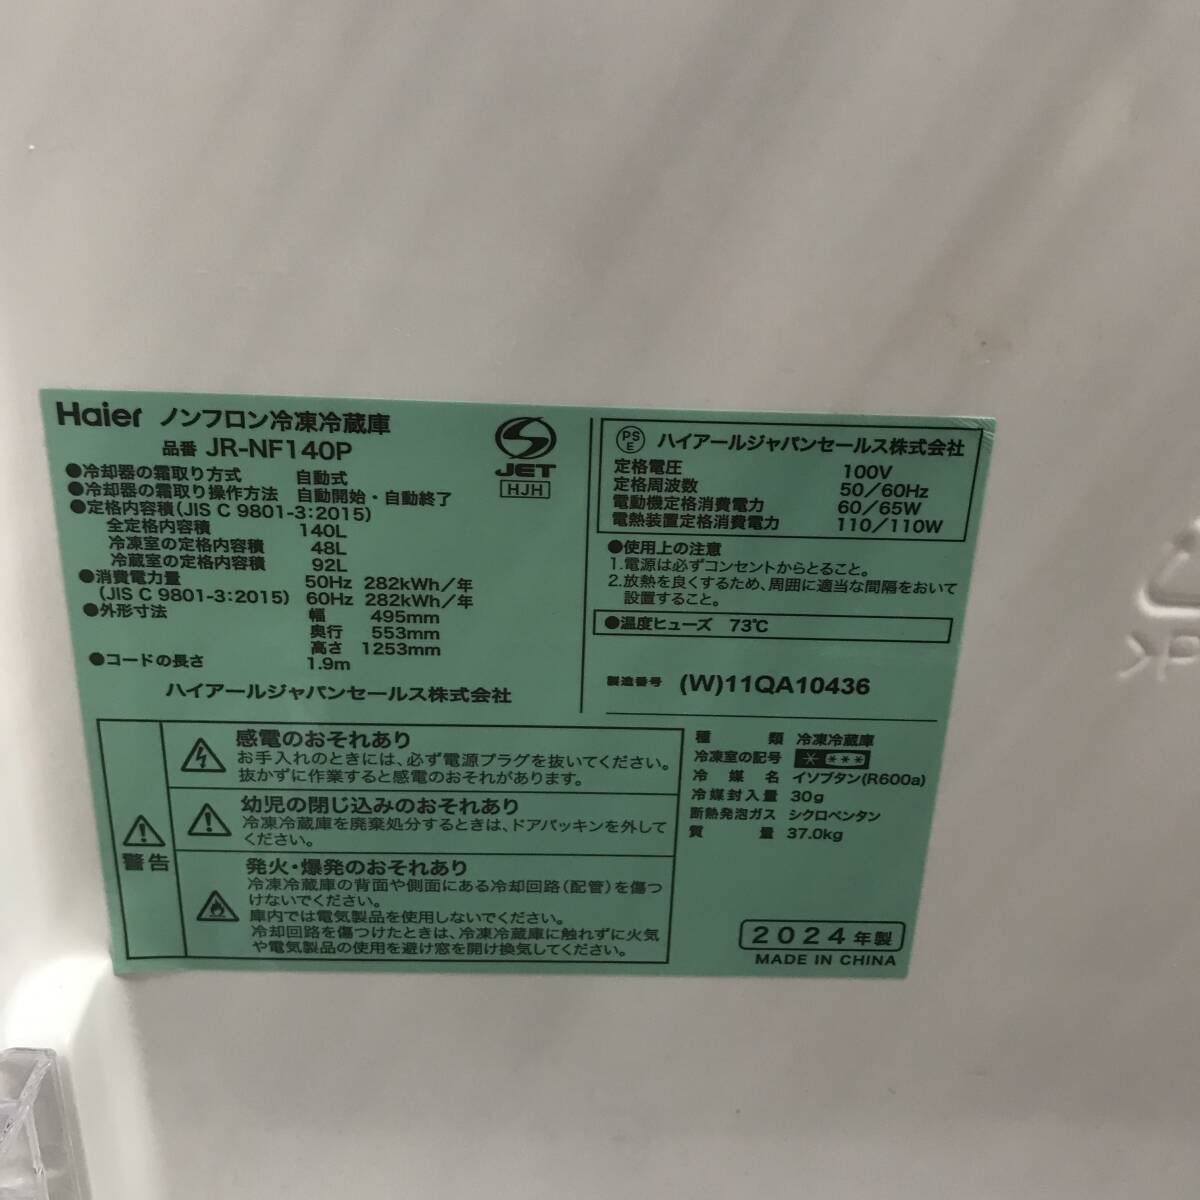 Haier ノンフロン冷凍冷蔵庫
品番 JR-NF140P
●冷却器の霜取り方式 自動式
●冷却器の霜取り操作方法 自動開始・自動終了
●定格内容積(JIS C 9801-3:2015)
全定格内容積 140L
冷凍室の定格内容積 48L
冷蔵室の定格内容積 92L
●消費電力量 50Hz 282kWh/年
(JIS C 9801-3:2015) 60Hz 282kWh/年
●外形寸法 幅 495mm
奥行 553mm
高さ 1253mm
●コードの長さ 1.9m
ハイアールジャパンセールス株式会社
S
JET
HJH
PSE ハイアールジャパンセールス株式会社
定格電圧 100V
定格周波数 50/60Hz
電動機定格消費電力 60/65W
電熱装置定格消費電力 110/110W
●使用上の注意
1.電源は必ずコンセントからとること。
2.放熱を良くするため、周囲に適当な間隔をおいて
設置すること。
●温度ヒューズ 73℃
製造番号 (W)11QA10436
警告
感電のおそれあり
お手入れのときには、必ず電源プラグを抜いてください。
抜かずに作業すると感電のおそれがあります。
幼児の閉じ込みのおそれあり
冷凍冷蔵庫を廃棄処分するときは、ドアパッキンを外して
ください。
発火・爆発のおそれあり
冷凍冷蔵庫の背面や側面にある冷却回路(配管)を傷つ
けないでください。
庫内では電気製品を使用しないでください。
冷却回路を傷つけたときは、冷凍冷蔵庫に触れずに火気
や電気製品の使用を避け窓を開け換気してください。
種類 冷凍冷蔵庫
冷凍室の記号 * ***
冷媒名 イソブタン(R600a)
冷媒封入量 30g
断熱発泡ガス シクロペンタン
質量 37.0kg
2024年製
MADE IN CHINA